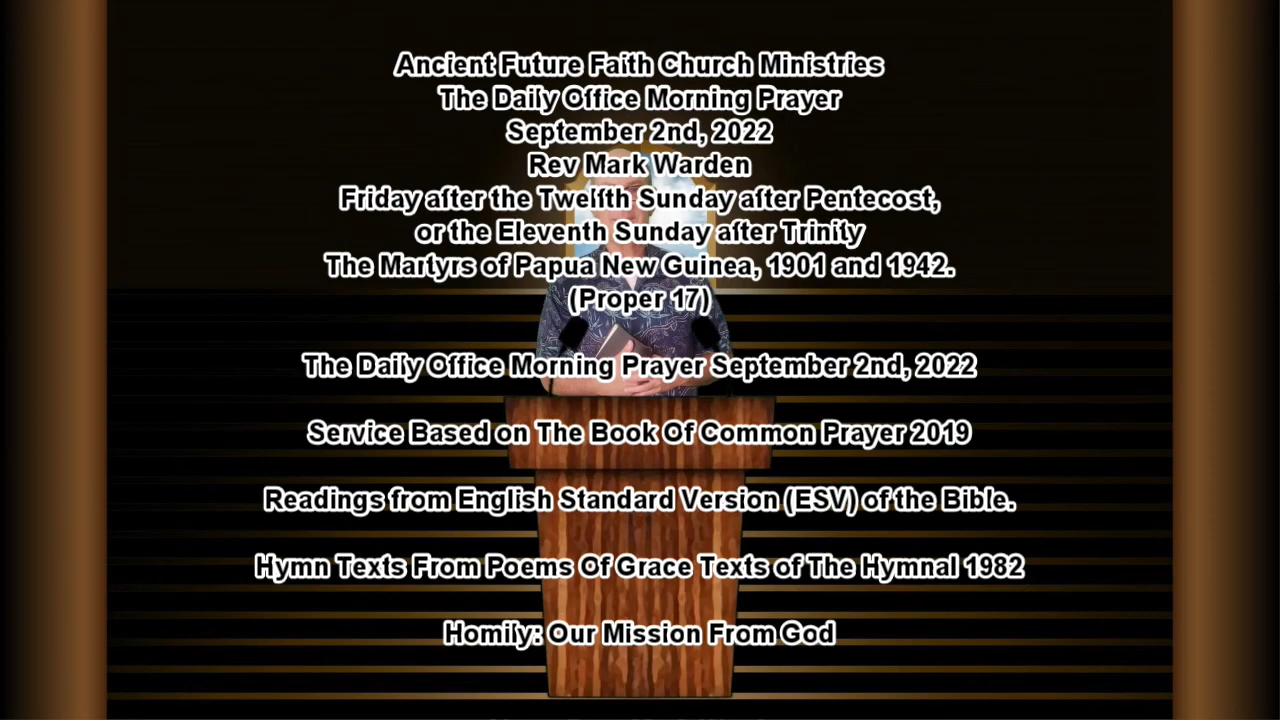 Ancient Future Faith Church Ministries
The Daily Office Morning Prayer
September 2nd, 2022
Rev Mark Warden
Friday after the Twelfth Sunday after Pentecost,
or the Eleventh Sunday after Trinity
The Martyrs of Papua New Guinea, 1901 and 1942.
(Proper 17)
The Daily Office Morning Prayer September 2nd, 2022
Service Based on The Book Of Common Prayer 2019
Readings from English Standard Version (ESV) of the Bible.
Hymn Texts From Poems Of Grace Texts of The Hymnal 1982
Homily: Our Mission From God